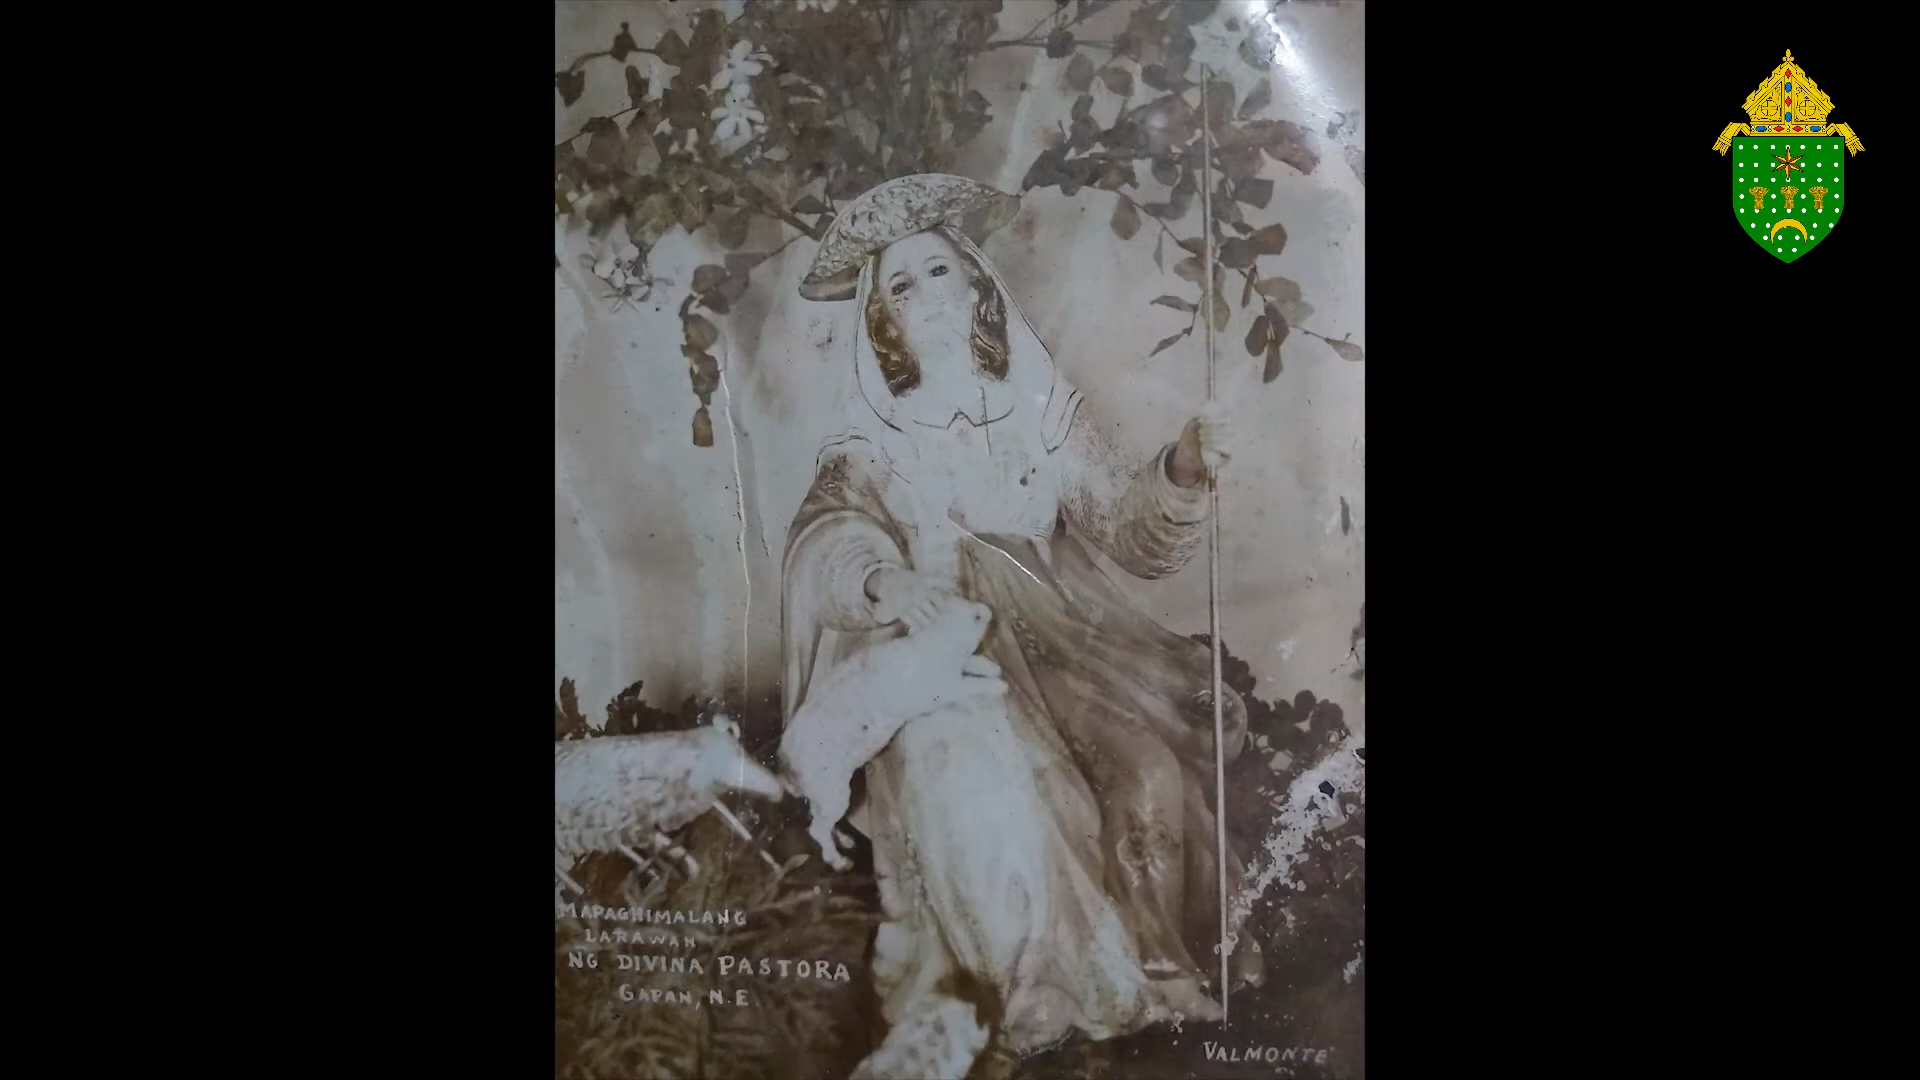 MAPAGHIMALANG
LARAWAN
NG DIVINA PASTORA
GAPAN, N.E.
VALMONTE